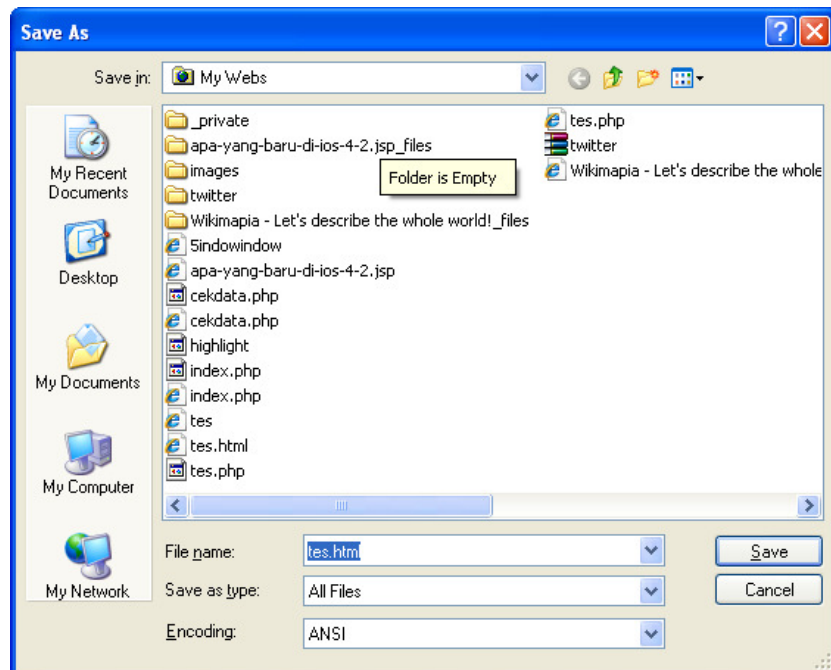 Save As
Save in:
My Webs
My Recent
Documents
Desktop
My Documents
My Computer
My Network
_private
apa-yang-baru-di-ios-4-2.jsp_files
images
twitter
Wikimapia - Let's describe the whole world!_files
5indowindow
apa-yang-baru-di-ios-4-2.jsp
cekdata.php
cekdata.php
highlight
index.php
index.php
tes
tes.html
tes.php
tes.php
twitter
Wikimapia - Let's describe the whole
Folder is Empty
File name:
tes.html
Save
Save as type:
All Files
Cancel
Encoding:
ANSI